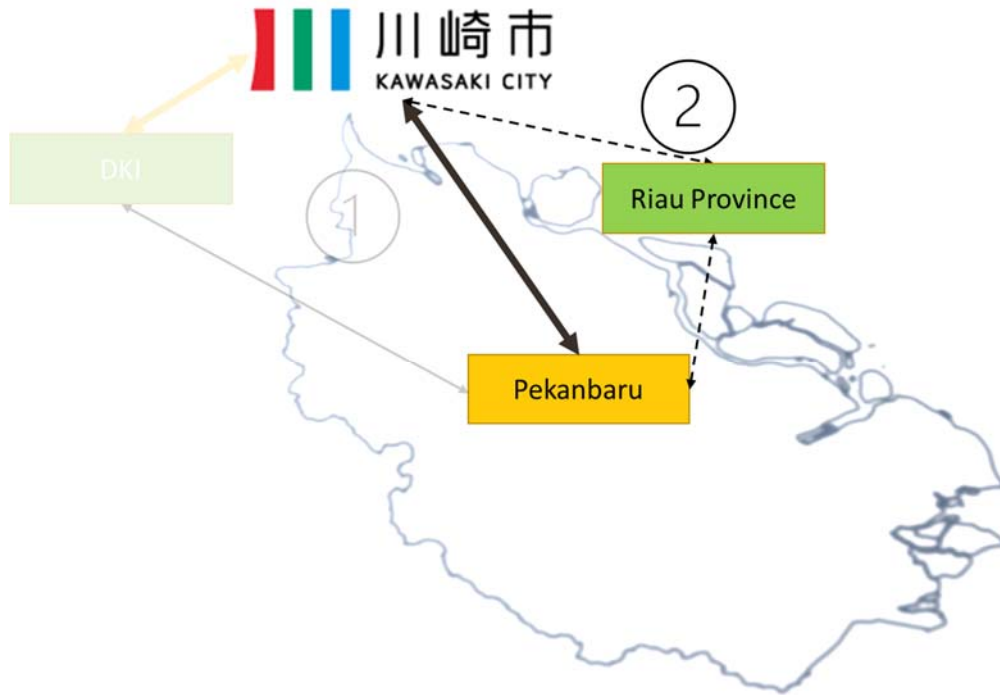 川崎市
KAWASAKI CITY
2
DKI
Riau Province
1
Pekanbaru